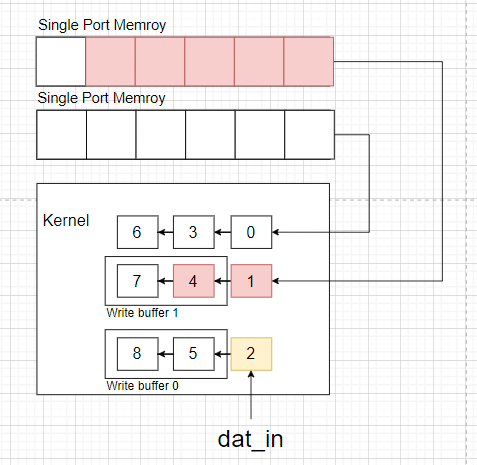 Single Port Memroy
Single Port Memroy
Kernel
6 3 0
7 4 1
Write buffer 1
8 5 2
Write buffer 0
dat_in